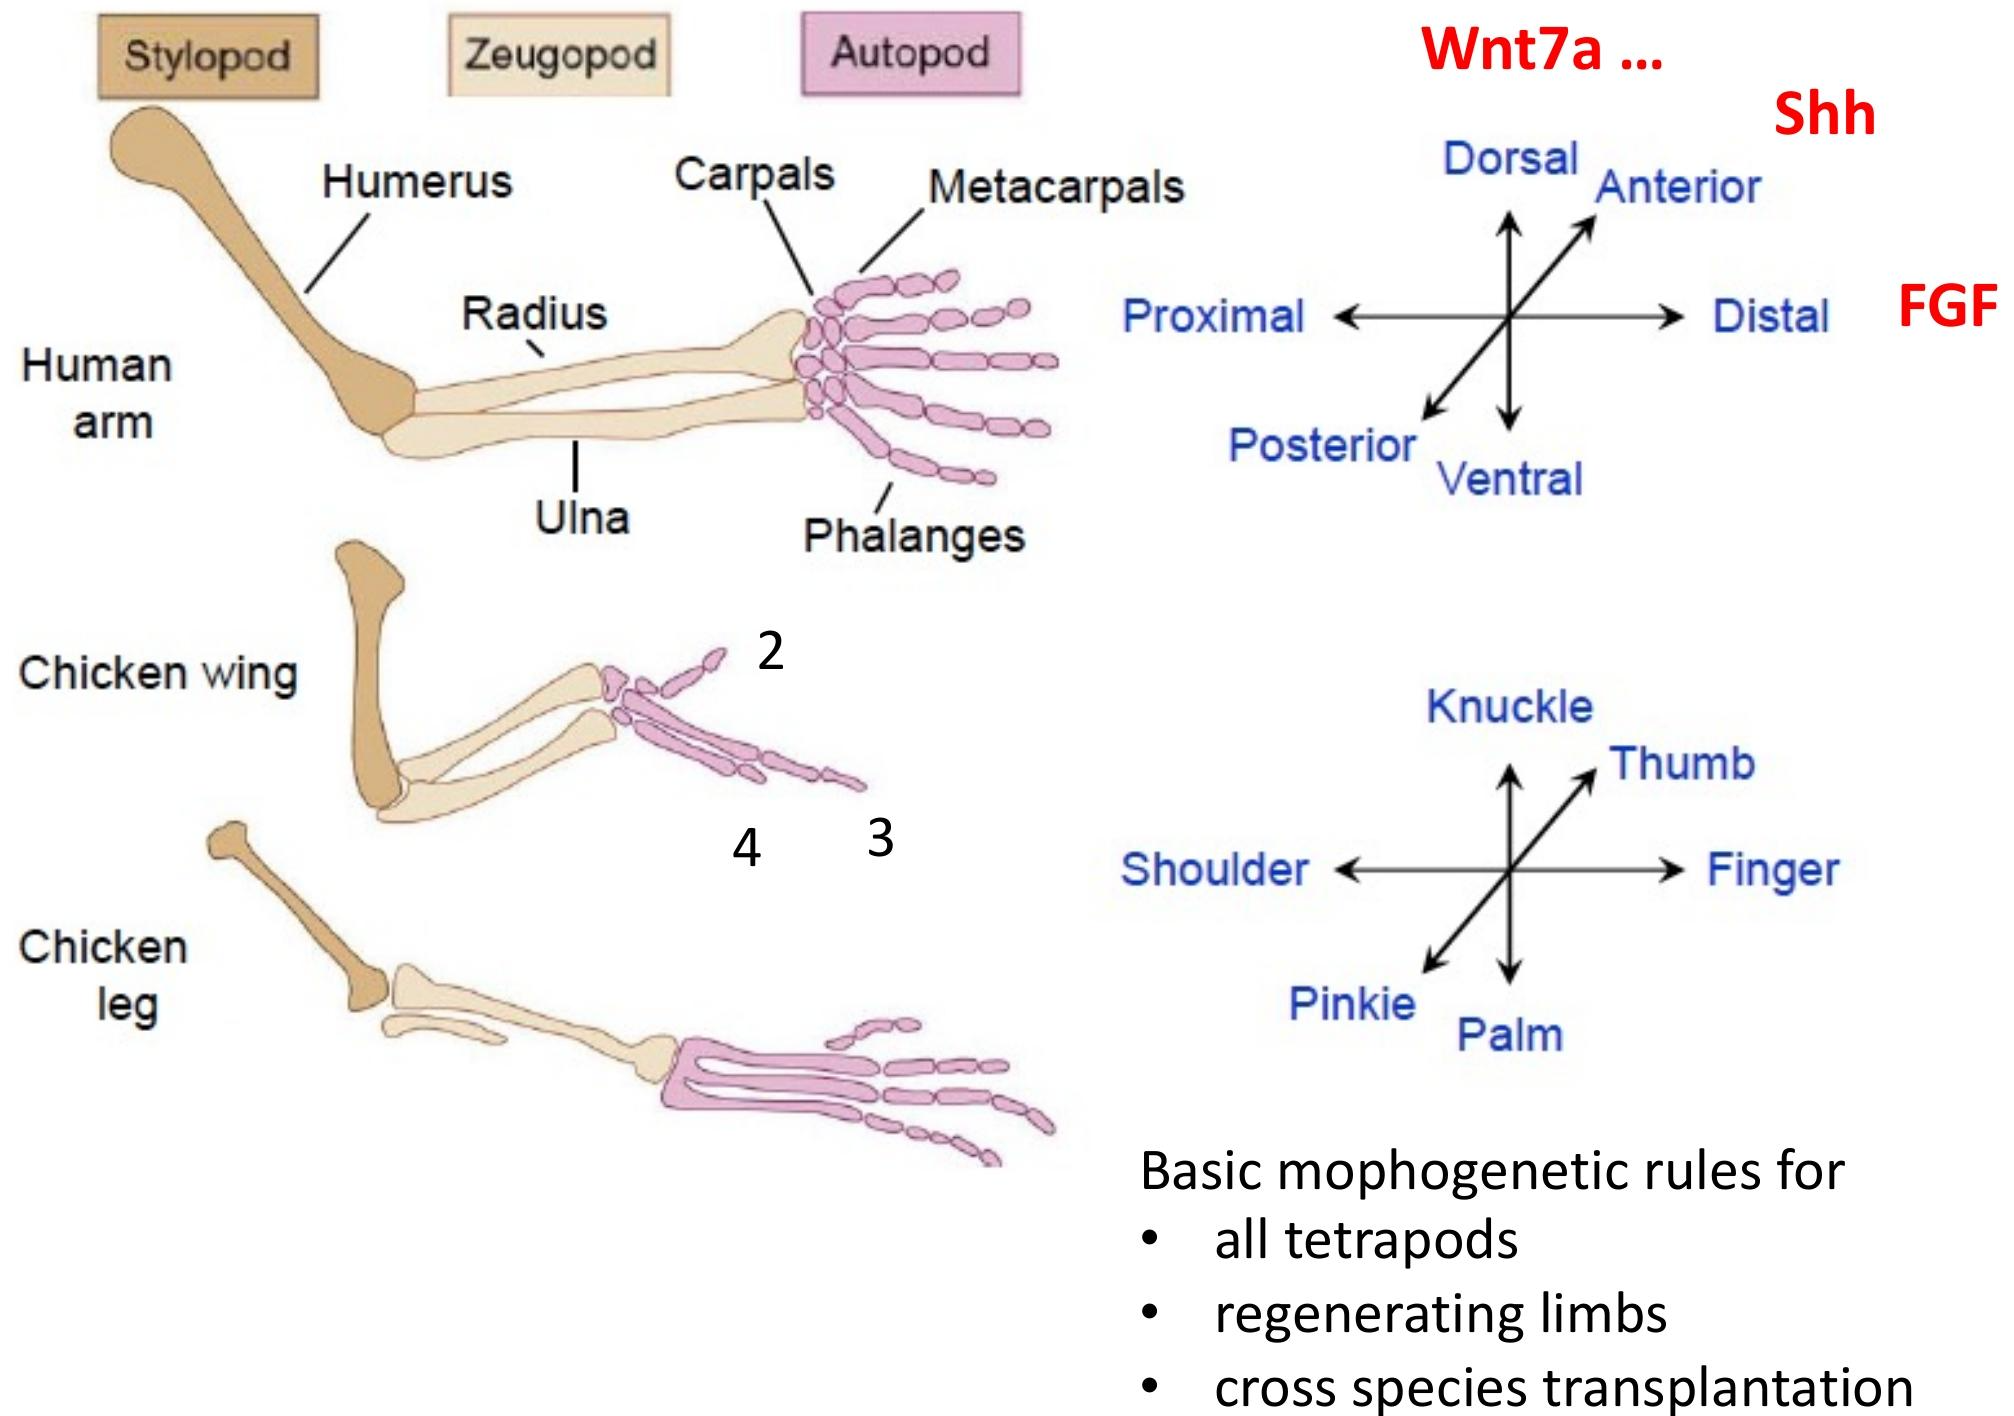 Stylopod
Zeugopod
Autopod
Wnt7a ...
Shh
Humerus
Carpals
Metacarpals
Dorsal
Anterior
Radius
Proximal
Distal
FGF
Human
arm
Posterior
Ventral
Ulna
Phalanges
Chicken wing
2
4
3
Knuckle
Thumb
Shoulder
Finger
Pinkie
Palm
Chicken
leg
Basic mophogenetic rules for
• all tetrapods
• regenerating limbs
• cross species transplantation